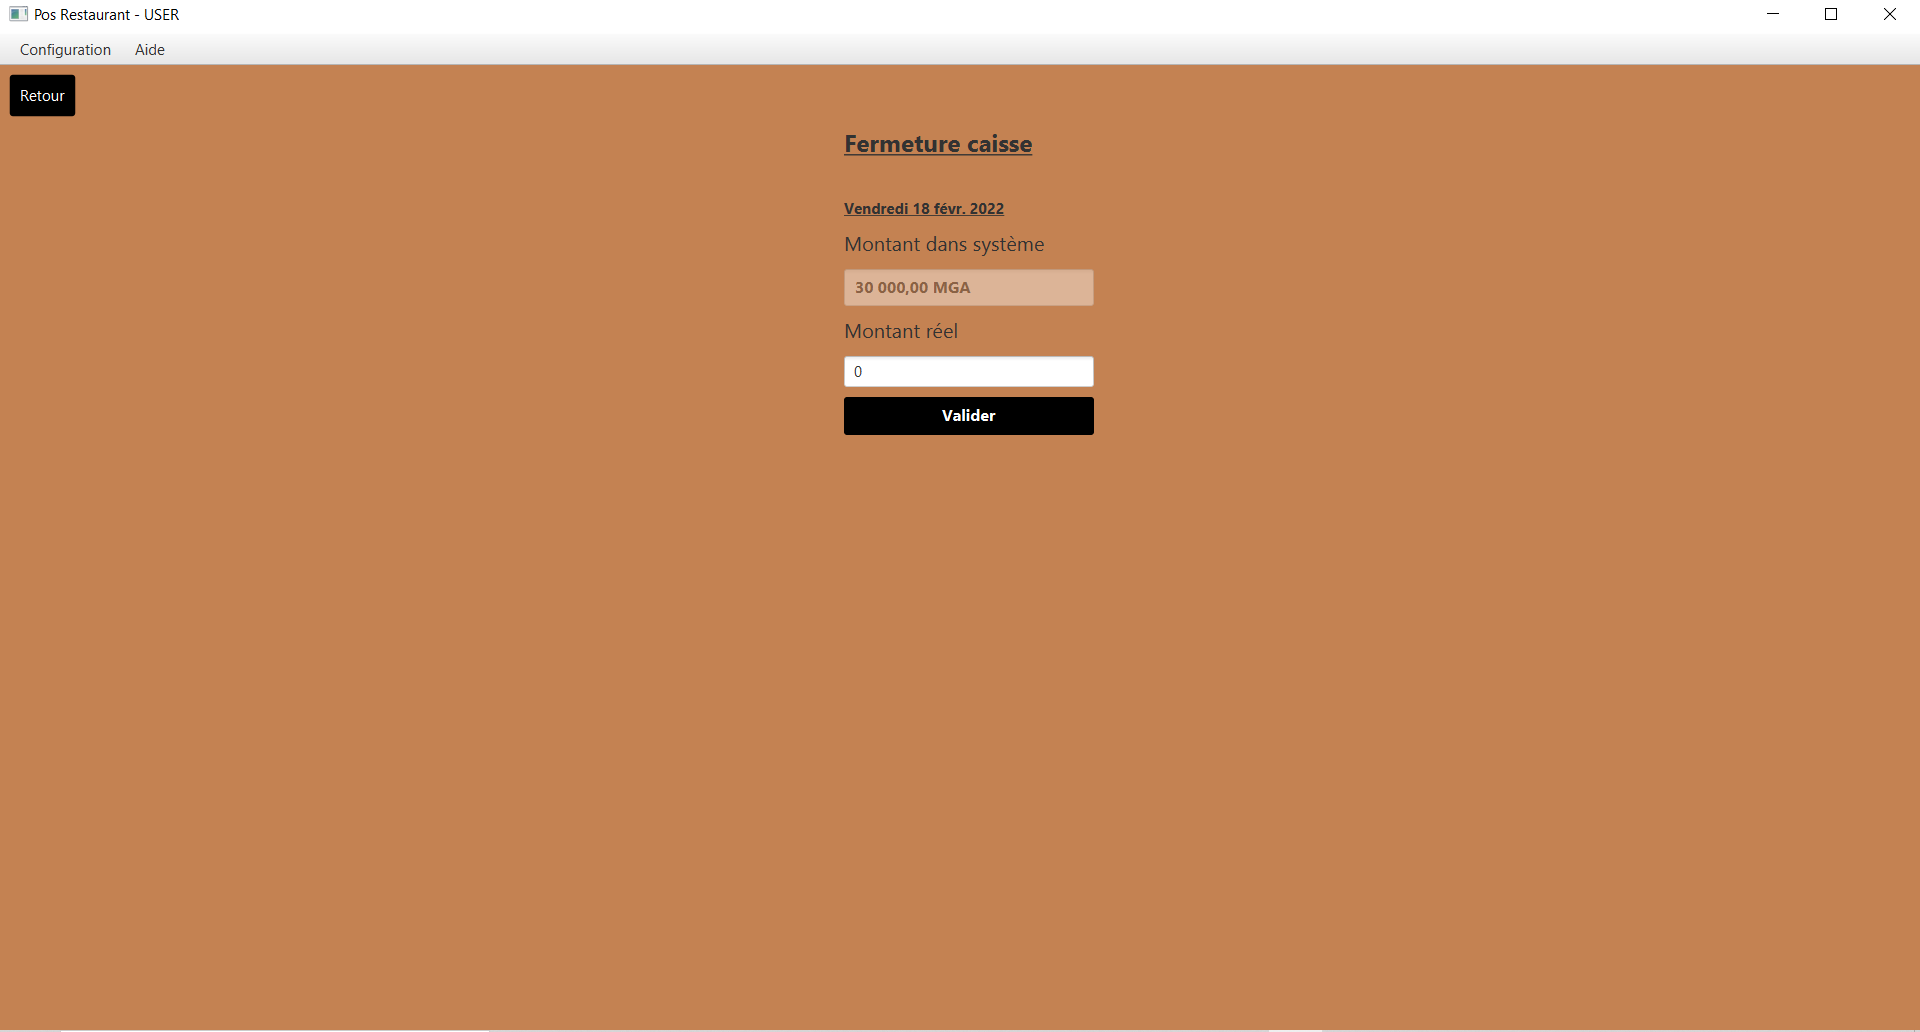 Pos Restaurant - USER
Configuration Aide
Retour
Fermeture caisse
Vendredi 18 févr. 2022
Montant dans système
30 000,00 MGA
Montant réel
0
Valider